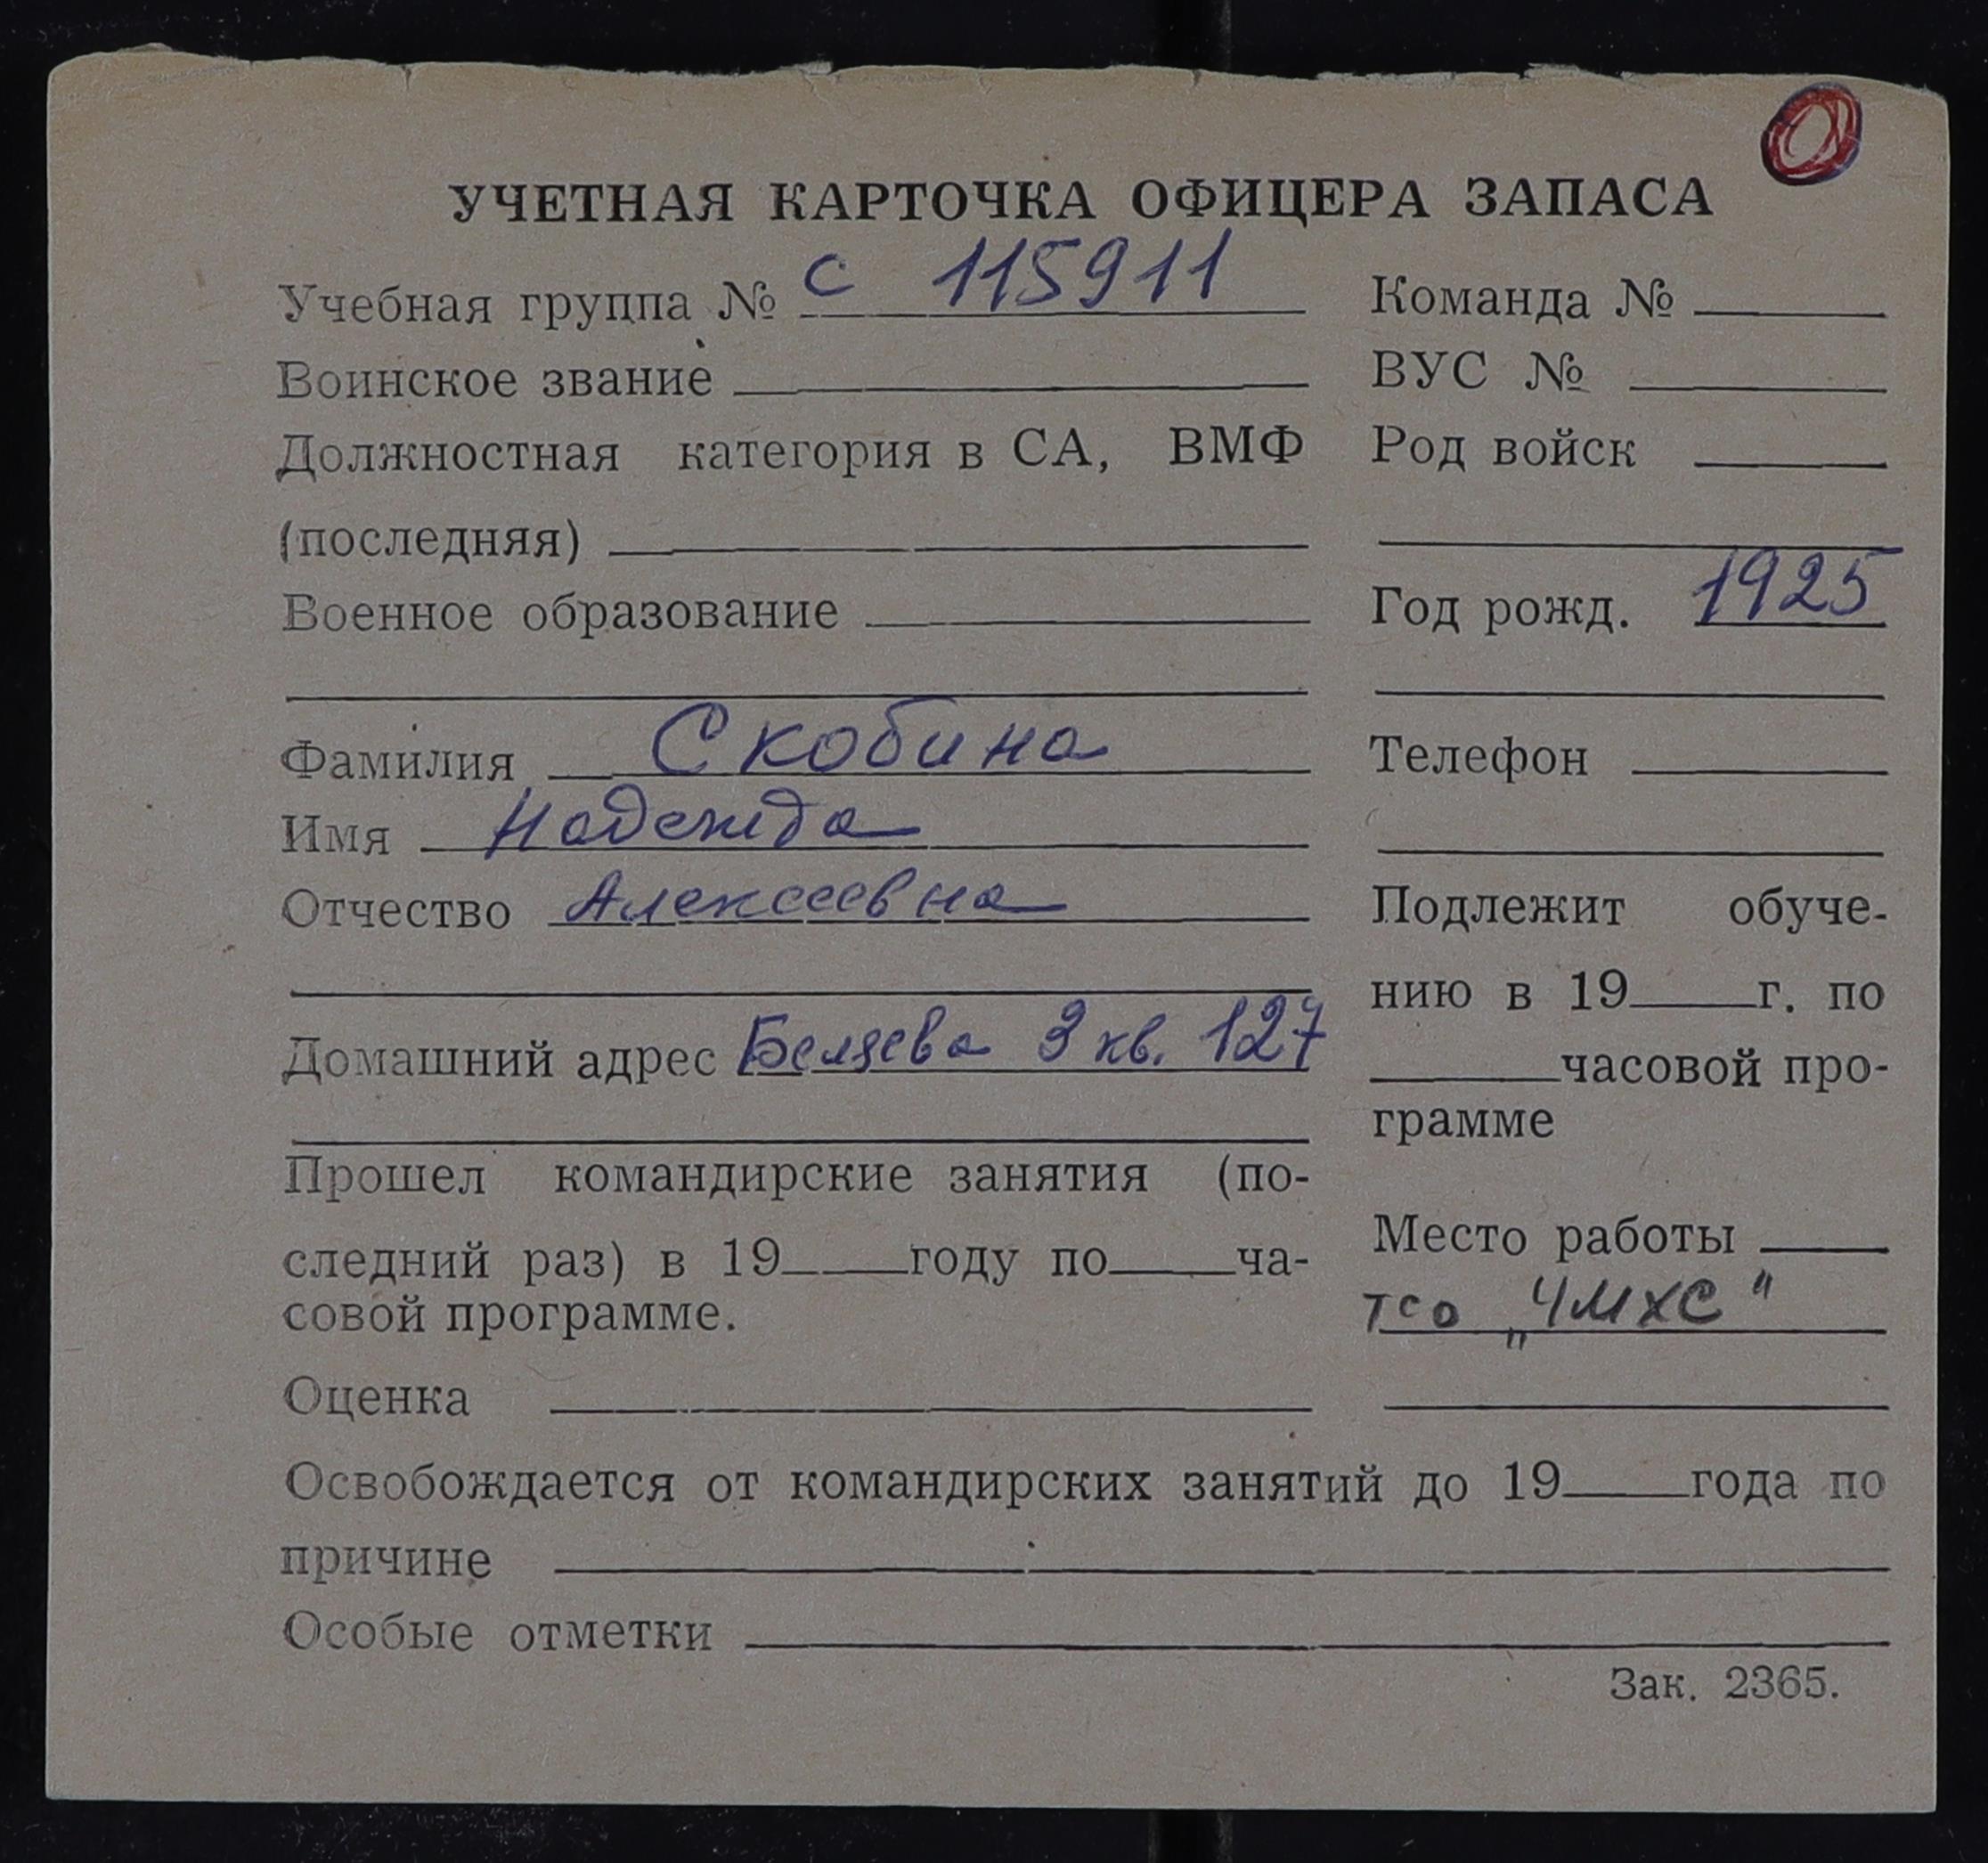 О
УЧЕТНАЯ КАРТОЧКА ОФИЦЕРА ЗАПАСА
Учебная группа № С 115911
Воинское звание
Должностная категория в СА, ВМФ
(последняя)
Военное образование
Фамилия Скобина
Имя Надежда
Отчество Алексеевна
Домашний адрес Беляева 3 кв. 127
Прошел командирские занятия (по-
следний раз) в 19 году по ча-
совой программе.
Оценка
Команда №
ВУС №
Род войск
Год рожд. 1925
Телефон
Подлежит обуче-
нию в 19 г. по
часовой про-
грамме
Место работы
ТСО „ЧМХС"
Освобождается от командирских занятий до 19 года по
причине
Особые отметки
Зак. 2365.